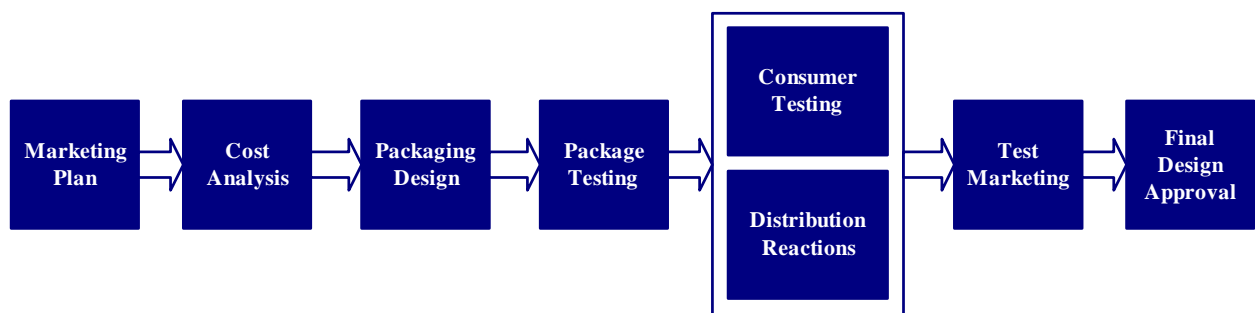 Marketing
Plan
Cost
Analysis
Packaging
Design
Package
Testing
Consumer
Testing
Distribution
Reactions
Test
Marketing
Final
Design
Approval